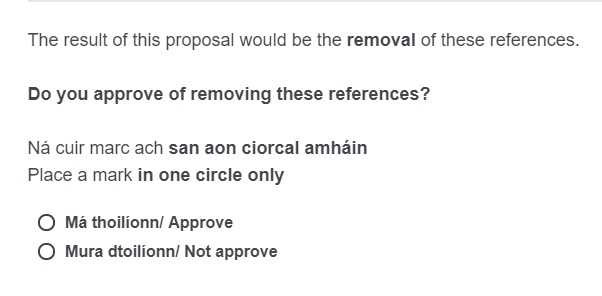 The result of this proposal would be the removal of these references.
Do you approve of removing these references?
Ná cuir marc ach san aon ciorcal amháin
Place a mark in one circle only
Má thoilíonn/ Approve
Mura dtoilíonn/ Not approve